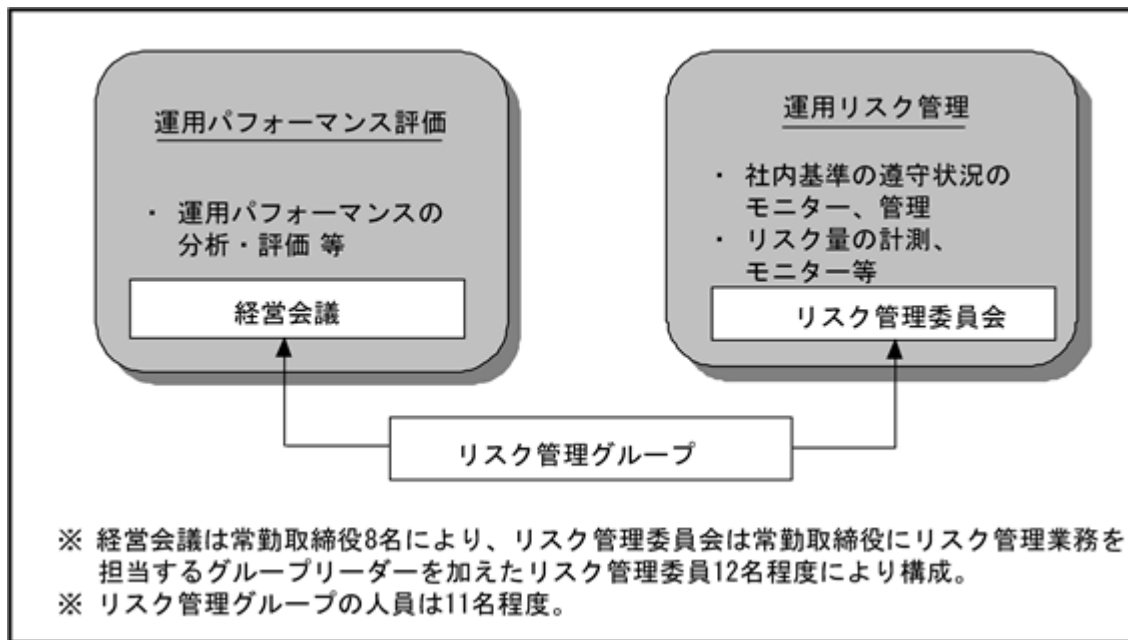 運用パフォーマンス評価
・ 運用パフォーマンスの
分析・評価 等
経営会議
運用リスク管理
・ 社内基準の遵守状況の
モニター、管理
・ リスク量の計測、
モニター等
リスク管理委員会
リスク管理グループ
※ 経営会議は常勤取締役8名により、リスク管理委員会は常勤取締役にリスク管理業務を
担当するグループリーダーを加えたリスク管理委員12名程度により構成。
※ リスク管理グループの人員は11名程度。